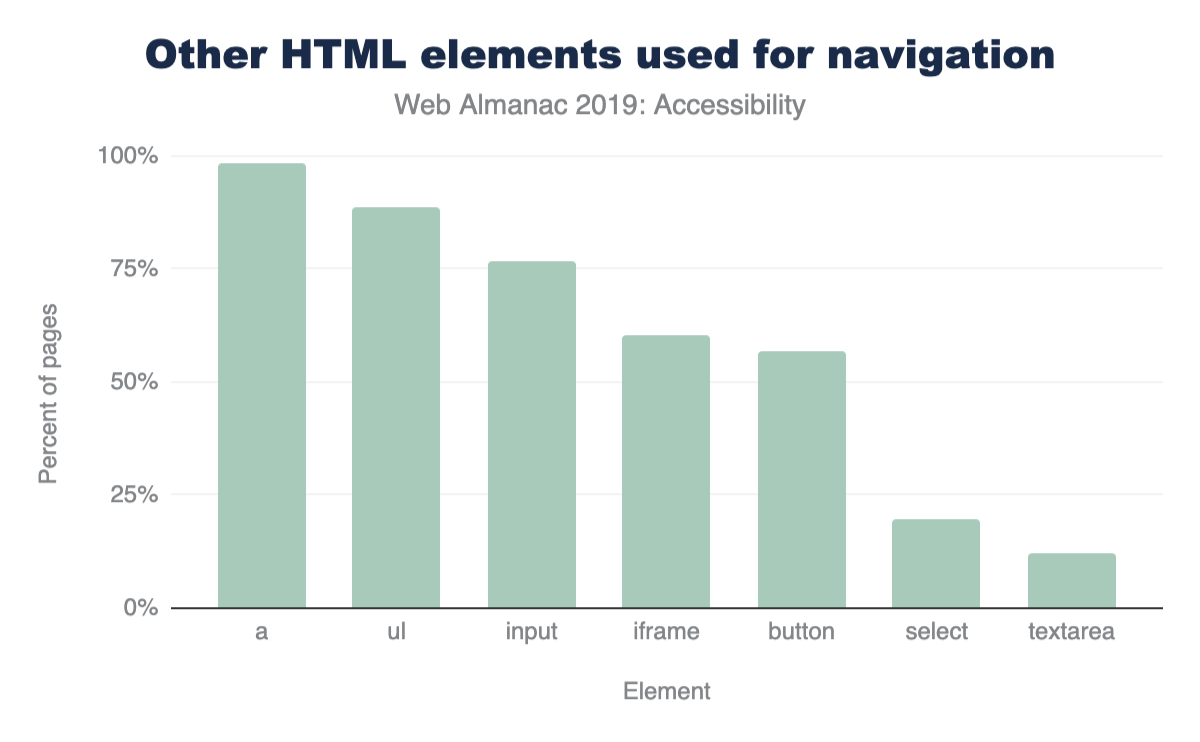 Other HTML elements used for navigation
Web Almanac 2019: Accessibility
100%
75%
50%
25%
0%
Percent of pages
a ul input iframe button select textarea
Element